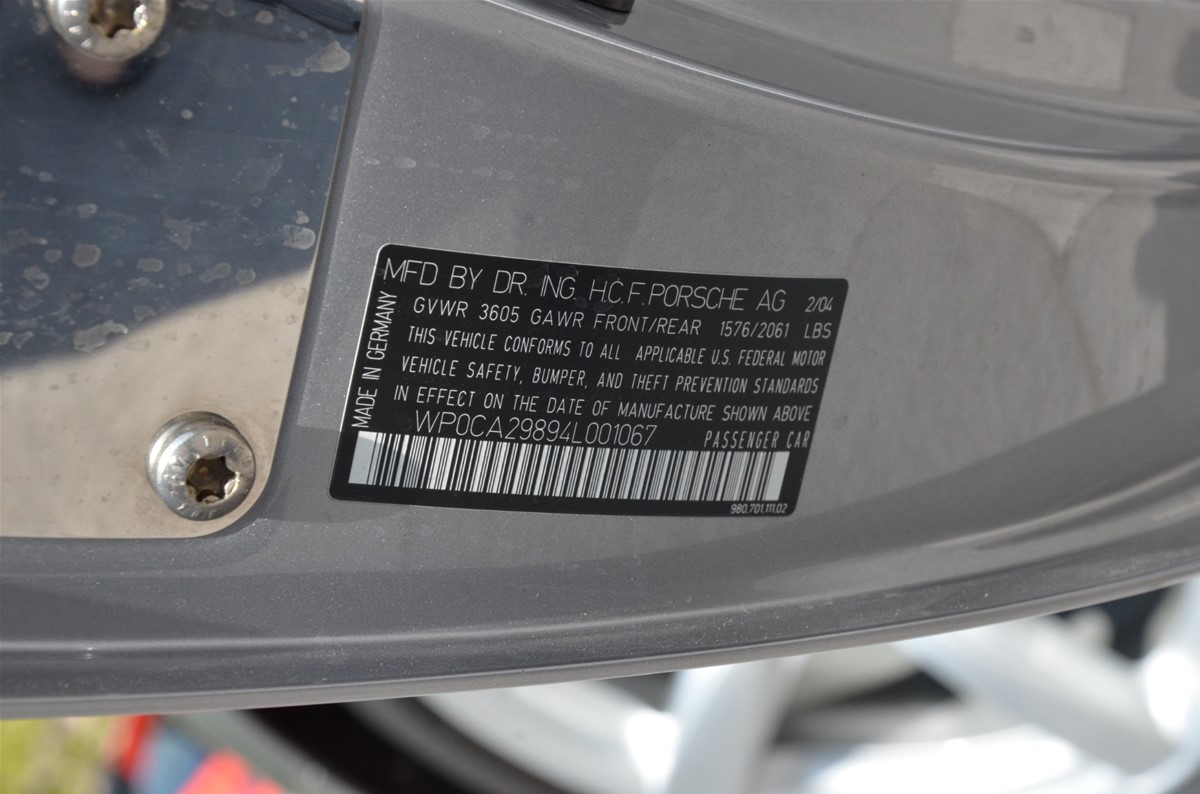 MFD BY DR. ING. H.C.F. PORSCHE AG 2/04
GVWR 3605 GAWR FRONT/REAR 1576/2061 LBS
THIS VEHICLE CONFORMS TO ALL APPLICABLE U.S. FEDERAL MOTOR
VEHICLE SAFETY, BUMPER, AND THEFT PREVENTION STANDARDS
IN EFFECT ON THE DATE OF MANUFACTURE SHOWN ABOVE
WP0CA29894L001067 PASSENGER CAR
MADE IN GERMANY
980.701.111.02